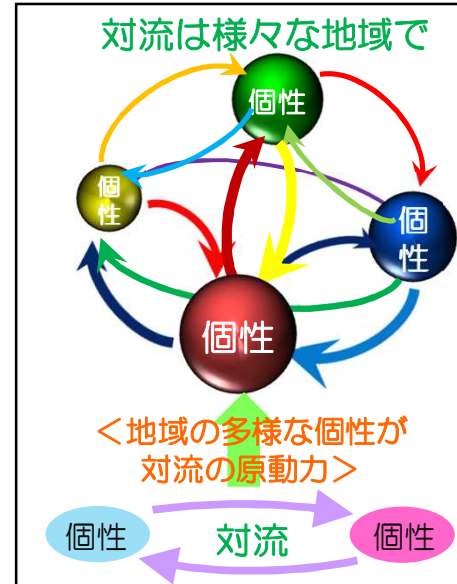 対流は様々な地域で
個性
個
性
個
性
個性
＜地域の多様な個性が
対流の原動力＞
個性
対流
個性